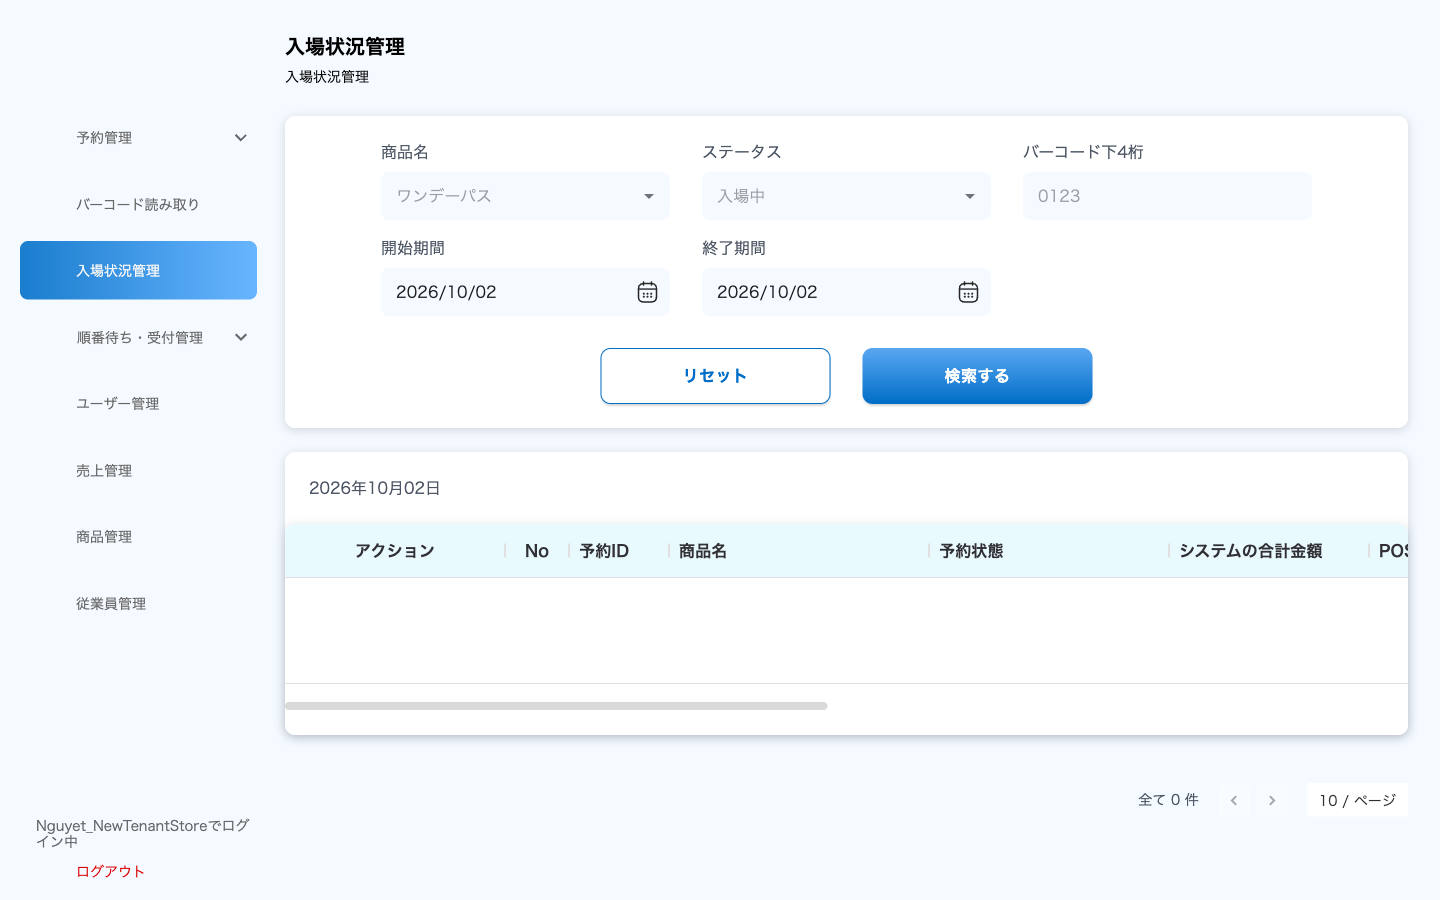 入場状況管理
入場状況管理
予約管理
バーコード読み取り
入場状況管理
順番待ち・受付管理
ユーザー管理
売上管理
商品管理
従業員管理
Nguyet_NewTenantStoreでログ
イン中
ログアウト
商品名
ステータス
バーコード下4桁
ワンデーパス
入場中
0123
開始期間
終了期間
2026/10/02
2026/10/02
リセット
検索する
2026年10月02日
アクション
No
予約ID
商品名
予約状態
システムの合計金額
POS
全て 0 件
10 / ページ